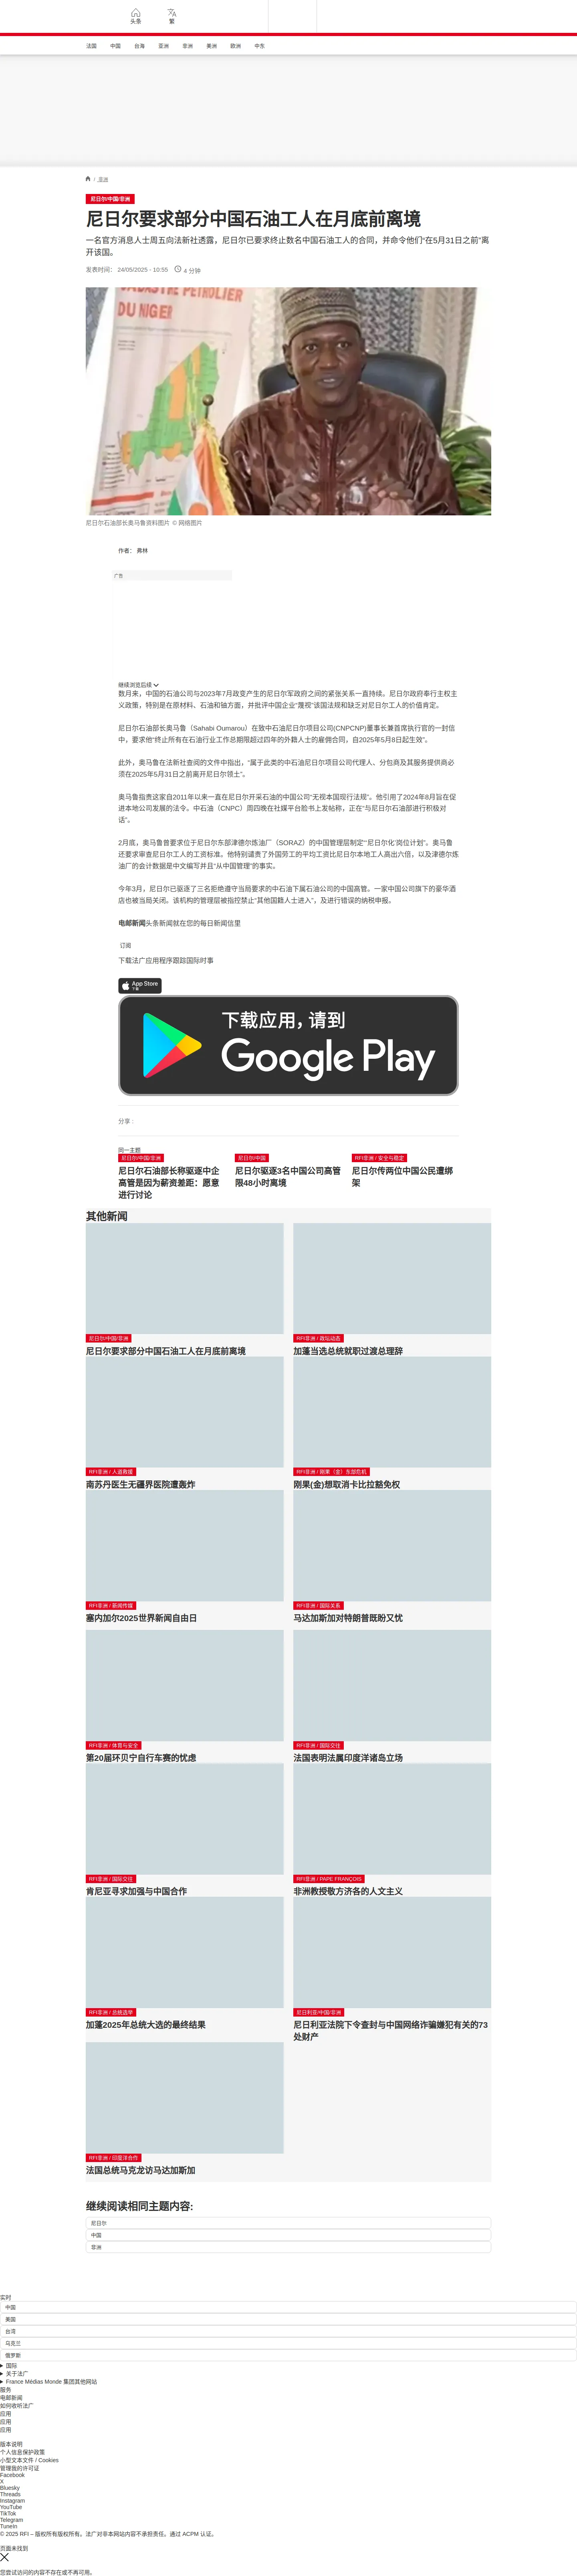 头条
繁
法国
中国
台海
亚洲
非洲
美洲
欧洲
中东
/ 非洲
尼日尔/中国/非洲
尼日尔要求部分中国石油工人在月底前离境
一名官方消息人士周五向法新社透露，尼日尔已要求终止数名中国石油工人的合同，并命令他们“在5月31日之前”离
开该国。
发表时间： 24/05/2025 - 10:55
4 分钟
CADASTRE PETROLIER
DU NIGER
尼日尔石油部长奥马鲁资料图片 © 网络图片
作者： 弗林
广告
继续浏览后续
数月来，中国的石油公司与2023年7月政变产生的尼日尔军政府之间的紧张关系一直持续。尼日尔政府奉行主权主
义政策，特别是在原材料、石油和铀方面，并批评中国企业“蔑视”该国法规和缺乏对尼日尔工人的价值肯定。
尼日尔石油部长奥马鲁（Sahabi Oumarou）在致中石油尼日尔项目公司(CNPCNP)董事长兼首席执行官的一封信
中，要求他“终止所有在石油行业工作总期限超过四年的外籍人士的雇佣合同，自2025年5月8日起生效”。
此外，奥马鲁在法新社查阅的文件中指出，“属于此类的中石油尼日尔项目公司代理人、分包商及其服务提供商必
须在2025年5月31日之前离开尼日尔领土”。
奥马鲁指责这家自2011年以来一直在尼日尔开采石油的中国公司“无视本国现行法规”。他引用了2024年8月旨在促
进本地公司发展的法令。中石油（CNPC）周四晚在社媒平台脸书上发帖称，正在“与尼日尔石油部进行积极对
话”。
2月底，奥马鲁曾要求位于尼日尔东部津德尔炼油厂（SORAZ）的中国管理层制定“‘尼日尔化’岗位计划”。奥马鲁
还要求审查尼日尔工人的工资标准。他特别谴责了外国劳工的平均工资比尼日尔本地工人高出六倍，以及津德尔炼
油厂的会计数据是中文编写并且“从中国管理”的事实。
今年3月，尼日尔已驱逐了三名拒绝遵守当局要求的中石油下属石油公司的中国高管。一家中国公司旗下的豪华酒
店也被当局关闭。该机构的管理层被指控禁止“其他国籍人士进入”，及进行错误的纳税申报。
电邮新闻头条新闻就在您的每日新闻信里
订阅
下载法广应用程序跟踪国际时事
App Store
下载
下载应用，请到
Google Play
分享 :
同一主题
尼日尔/中国/非洲
尼日尔石油部长称驱逐中企
高管是因为薪资差距：愿意
进行讨论
尼日尔/中国
尼日尔驱逐3名中国公司高管
限48小时离境
RFI非洲 / 安全与稳定
尼日尔传两位中国公民遭绑
架
其他新闻
尼日尔/中国/非洲
尼日尔要求部分中国石油工人在月底前离境
RFI非洲 / 政坛动态
加蓬当选总统就职过渡总理辞
RFI非洲 / 人道救援
南苏丹医生无疆界医院遭轰炸
RFI非洲 / 刚果（金）东部危机
刚果(金)想取消卡比拉豁免权
RFI非洲 / 新闻传媒
塞内加尔2025世界新闻自由日
RFI非洲 / 国际关系
马达加斯加对特朗普既盼又忧
RFI非洲 / 体育与安全
第20届环贝宁自行车赛的忧虑
RFI非洲 / 国际交往
法国表明法属印度洋诸岛立场
RFI非洲 / 国际交往
肯尼亚寻求加强与中国合作
RFI非洲 / PAPE FRANÇOIS
非洲教授敬方济各的人文主义
RFI非洲 / 总统选举
加蓬2025年总统大选的最终结果
尼日利亚/中国/非洲
尼日利亚法院下令查封与中国网络诈骗嫌犯有关的73
处财产
RFI非洲 / 印度洋合作
法国总统马克龙访马达加斯加
继续阅读相同主题内容:
尼日尔
中国
非洲
实时
中国
美国
台湾
乌克兰
俄罗斯
国际
关于法广
France Médias Monde 集团其他网站
服务
电邮新闻
如何收听法广
应用
应用
应用
版本说明
个人信息保护政策
小型文本文件 / Cookies
管理我的许可证
Facebook
X
Bluesky
Threads
Instagram
YouTube
TikTok
Telegram
TuneIn
© 2025 RFI – 版权所有版权所有。法广对非本网站内容不承担责任。通过 ACPM 认证。
页面未找到
您尝试访问的内容不存在或不再可用。